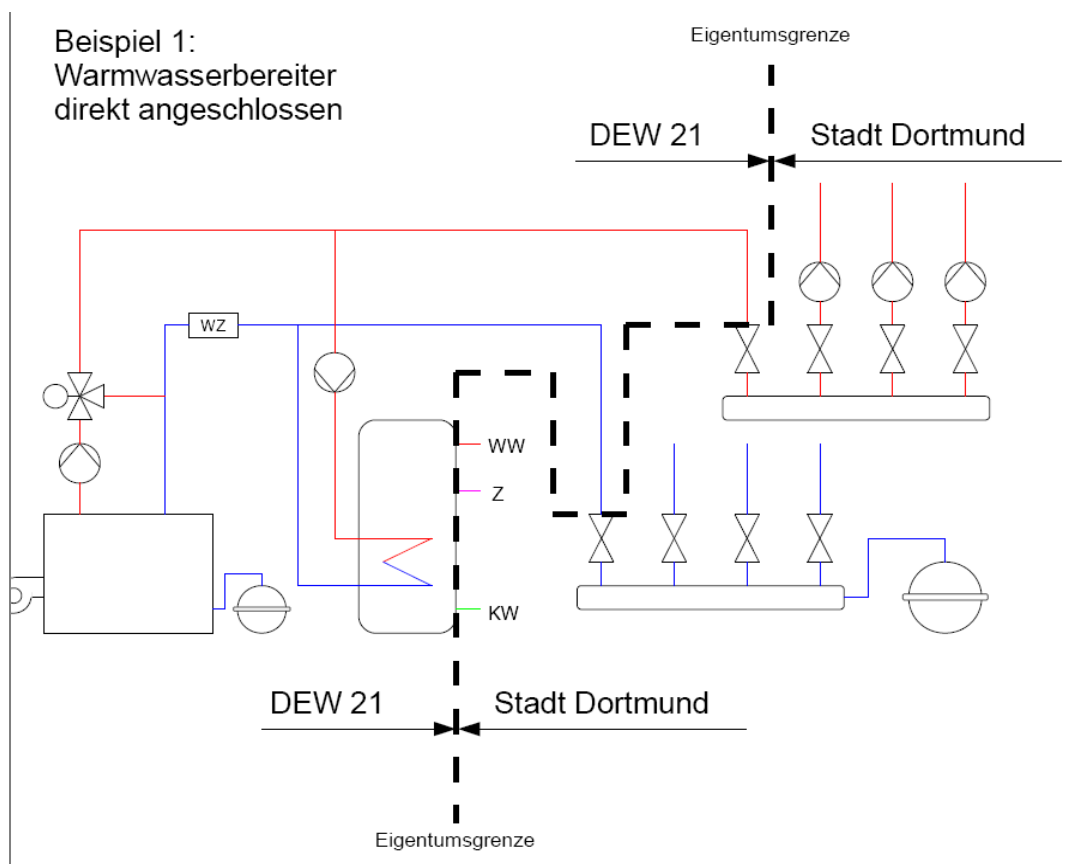 Beispiel 1:
Warmwasserbereiter
direkt angeschlossen
Eigentumsgrenze
DEW 21
Stadt Dortmund
WZ
WW
Z
KW
DEW 21
Stadt Dortmund
Eigentumsgrenze